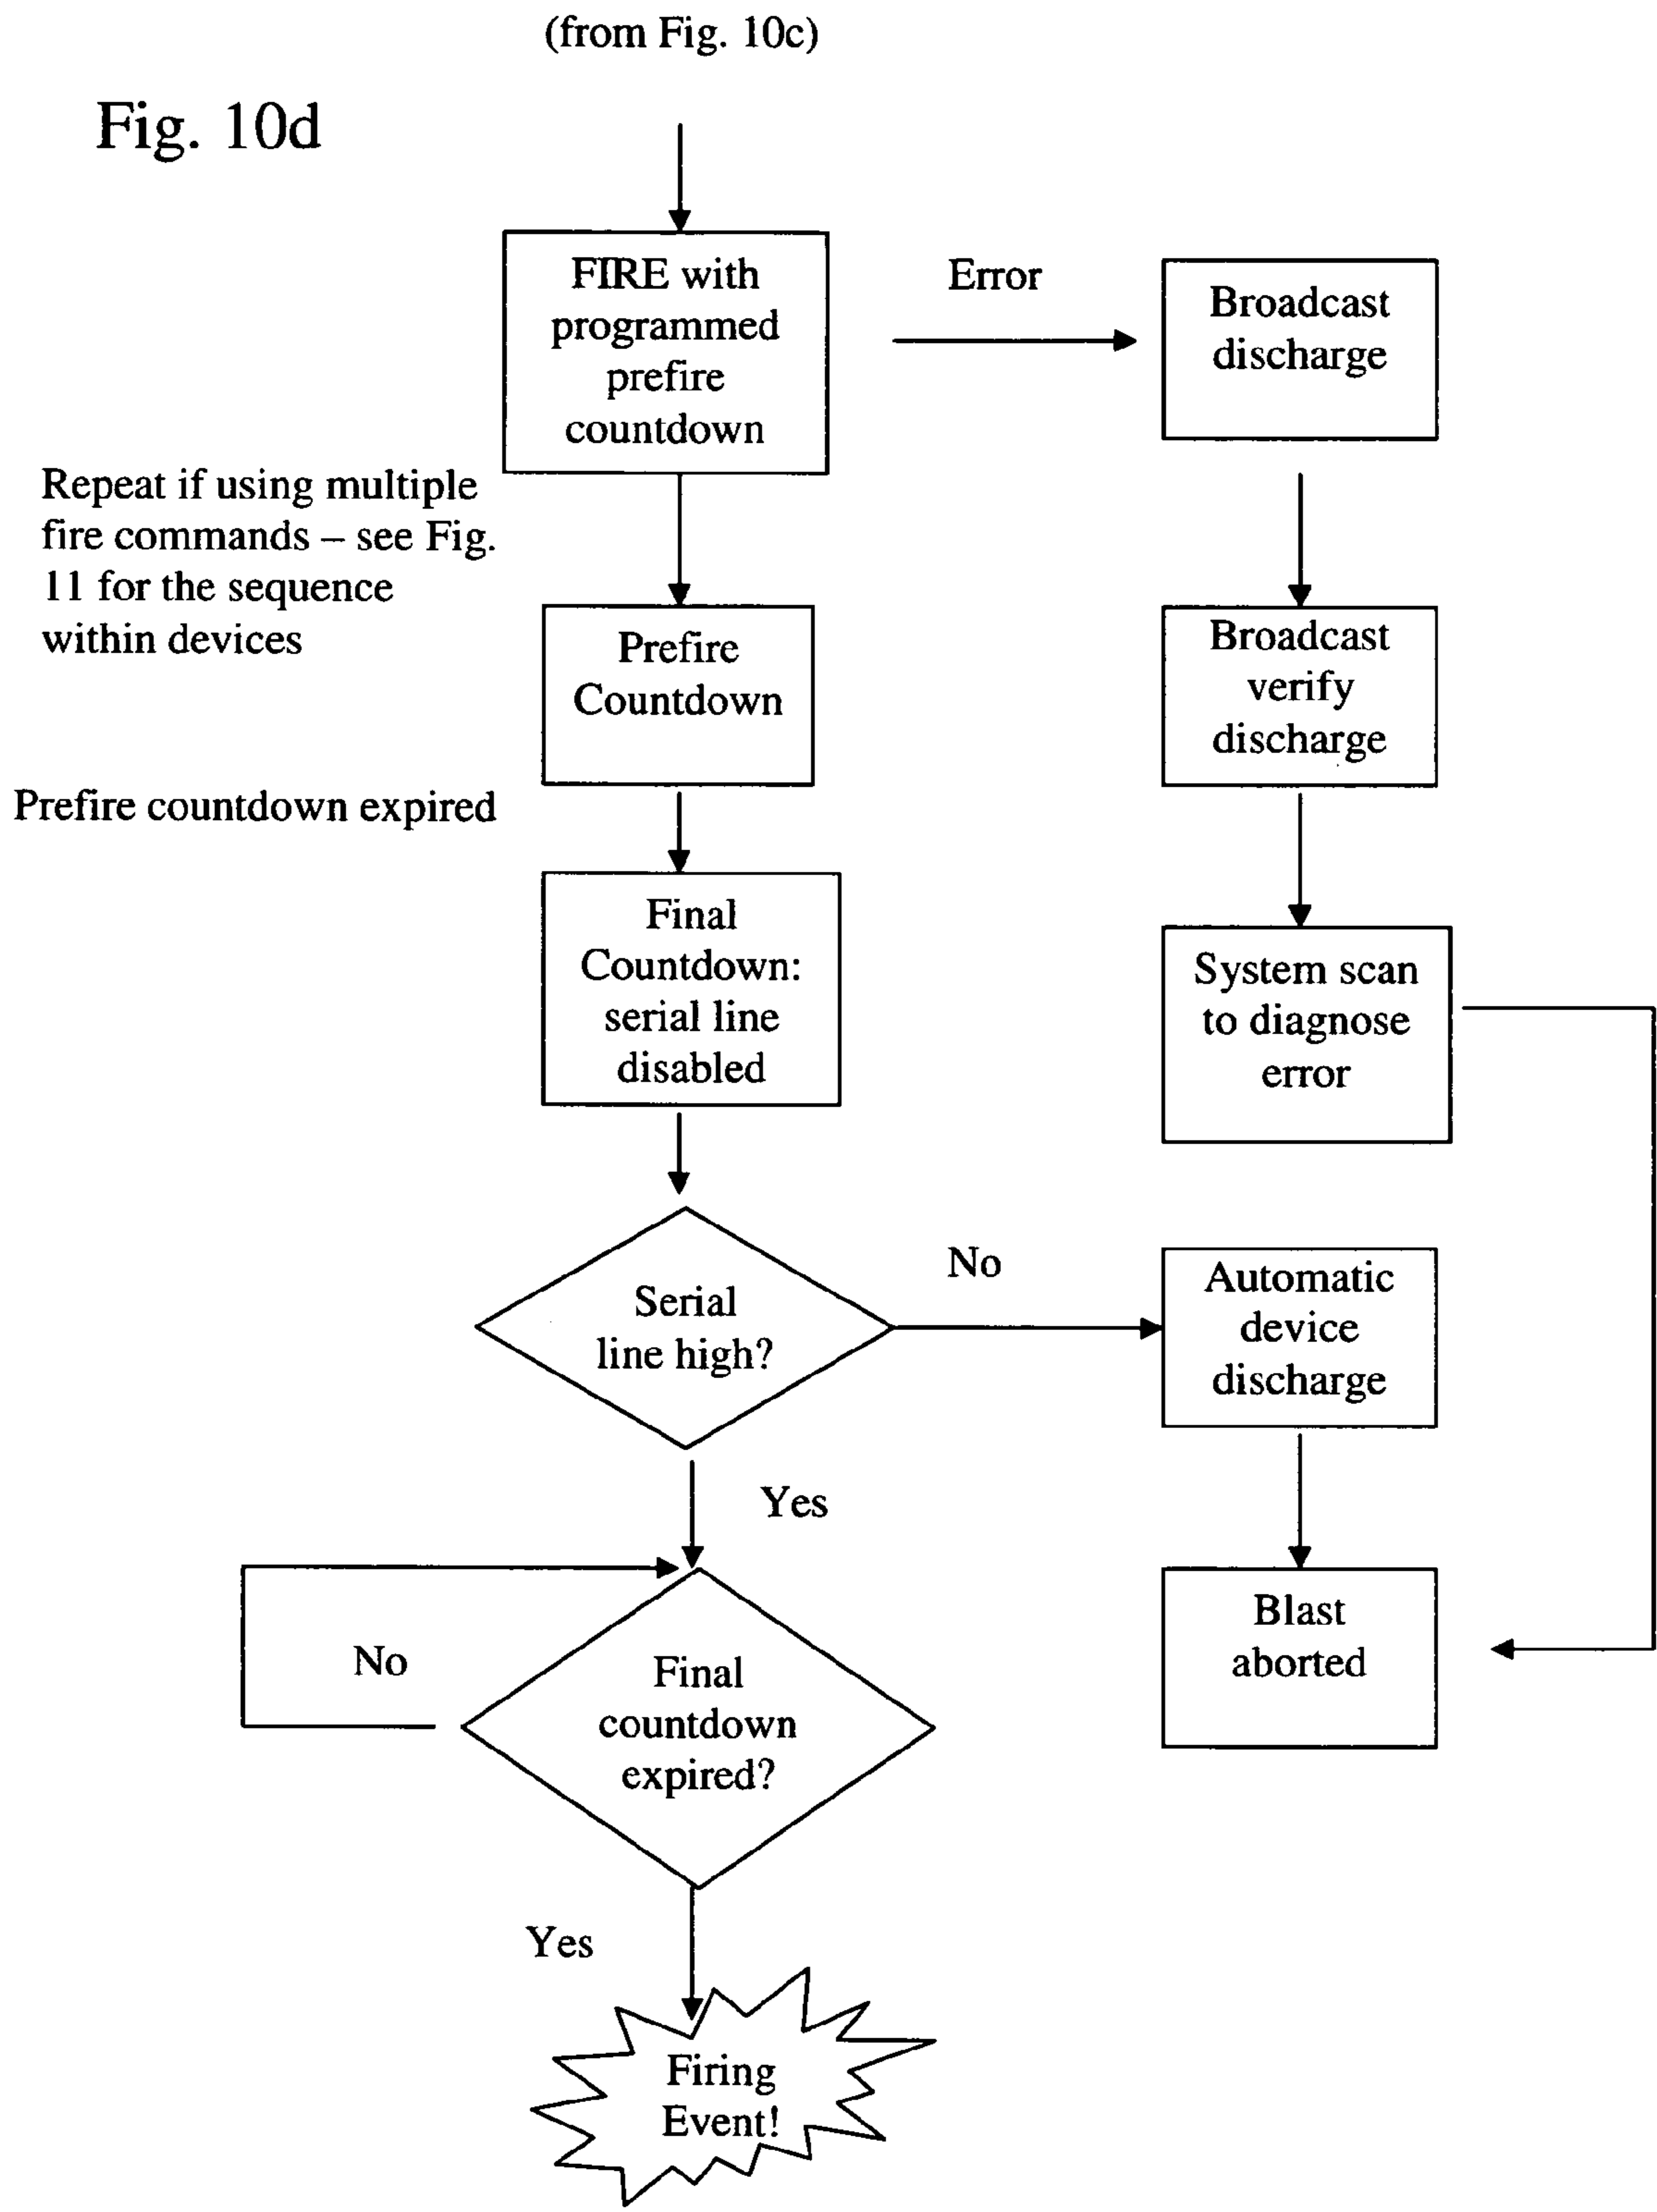 (from Fig. 10c)
Fig. 10d
FIRE with
programmed
prefire
countdown
Error
Broadcast
discharge
Repeat if using multiple
fire commands – see Fig.
11 for the sequence
within devices
Prefire
Countdown
Broadcast
verify
discharge
Prefire countdown expired
Final
Countdown:
serial line
disabled
System scan
to diagnose
error
Serial
line high?
No
Automatic
device
discharge
Yes
Blast
aborted
No
Final
countdown
expired?
Yes
Firing
Event!